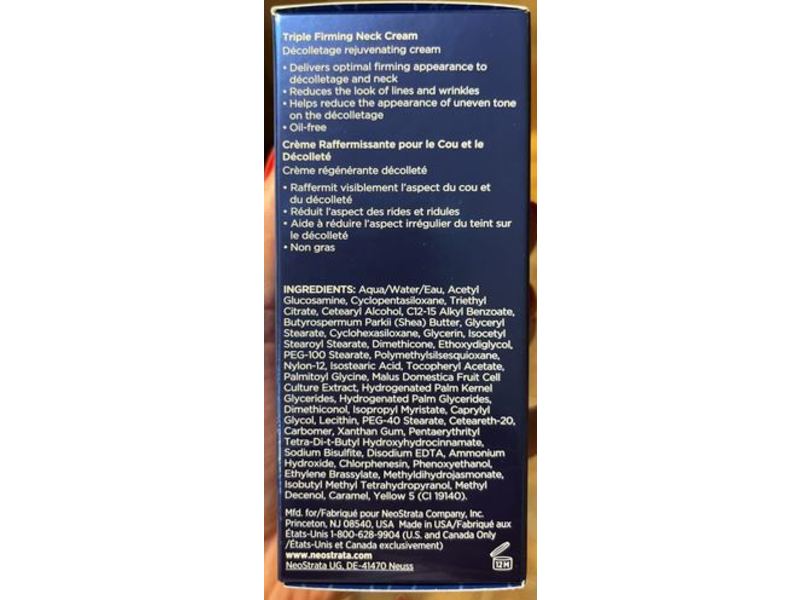 Triple Firming Neck Cream
Décolletage rejuvenating cream
• Delivers optimal firming appearance to
décolletage and neck
• Reduces the look of lines and wrinkles
• Helps reduce the appearance of uneven tone
on the décolletage
• Oil-free
Crème Raffermissante pour le Cou et le
Décolleté
Crème régénérante décolleté
• Raffermit visiblement l'aspect du cou et
du décolleté
• Réduit l'aspect des rides et ridules
• Aide à réduire l'aspect irrégulier du teint sur
le décolleté
• Non gras
INGREDIENTS: Aqua/Water/Eau, Acetyl
Glucosamine, Cyclopentasiloxane, Triethyl
Citrate, Cetearyl Alcohol, C12-15 Alkyl Benzoate,
Butyrospermum Parkii (Shea) Butter, Glyceryl
Stearate, Cyclohexasiloxane, Glycerin, Isocetyl
Stearoyl Stearate, Dimethicone, Ethoxydiglycol,
PEG-100 Stearate, Polymethylsilsesquioxane,
Nylon-12, Isostearic Acid, Tocopheryl Acetate,
Palmitoyl Glycine, Malus Domestica Fruit Cell
Culture Extract, Hydrogenated Palm Kernel
Glycerides, Hydrogenated Palm Glycerides,
Dimethiconol, Isopropyl Myristate, Caprylyl
Glycol, Lecithin, PEG-40 Stearate, Ceteareth-20,
Carbomer, Xanthan Gum, Pentaerythrityl
Tetra-Di-t-Butyl Hydroxyhydrocinnamate,
Sodium Bisulfite, Disodium EDTA, Ammonium
Hydroxide, Chlorphenesin, Phenoxyethanol,
Ethylene Brassylate, Methyldihydrojasmonate,
Isobutyl Methyl Tetrahydropyranol, Methyl
Decenol, Caramel, Yellow 5 (CI 19140).
Mfd. for/Fabriqué pour NeoStrata Company, Inc.
Princeton, NJ 08540, USA Made in USA/Fabriqué aux
États-Unis 1-800-628-9904 (U.S. and Canada Only
/États-Unis et Canada exclusivement)
www.neostrata.com
NeoStrata UG, DE-41470 Neuss
12 M